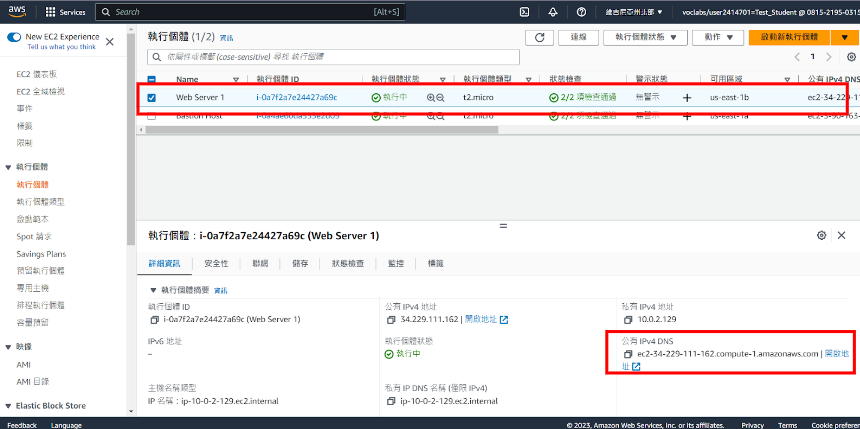 aws
Services
Search
[Alt+S]
維吉尼亞州北部
voclabs/user2414701=Test_Student @ 0815-2195-0315
New EC2 Experience
Tell us what you think
EC2 儀表板
EC2 全域檢視
事件
標籤
限制
執行個體
執行個體
執行個體類型
啟動範本
Spot 請求
Savings Plans
預留執行個體
專用主機
排程執行個體
容量預留
映像
AMI
AMI 目錄
Elastic Block Store
執行個體 (1/2) 資訊
連線
執行個體狀態
動作
啟動新執行個體
依屬性或標籤 (case-sensitive) 尋找 執行個體
1
Name 執行個體 ID 執行個體狀態 執行個體類型 狀態檢查 警示狀態 可用區域 公有 IPv4 DNS
Web Server 1 i-0a7f2a7e24427a69c 執行中 t2.micro 2/2 項檢查通過 無警示 us-east-1b ec2-34-229-11
Bastion Host 執行中 t2.micro 2/2 項檢查通過 無警示 us-east-1a
執行個體：i-0a7f2a7e24427a69c (Web Server 1)
詳細資訊 安全性 聯網 儲存 狀態檢查 監控 標籤
執行個體摘要 資訊
執行個體 ID
i-0a7f2a7e24427a69c (Web Server 1)
公有 IPv4 地址
34.229.111.162 | 開啟地址
私有 IPv4 地址
10.0.2.129
IPv6 地址
–
執行個體狀態
執行中
公有 IPv4 DNS
ec2-34-229-111-162.compute-1.amazonaws.com | 開啟地
址
主機名稱類型
IP 名稱：ip-10-0-2-129.ec2.internal
私有 IP DNS 名稱 (僅限 IPv4)
ip-10-0-2-129.ec2.internal
Feedback Language © 2023, Amazon Web Services, Inc. or its affiliates. Privacy Terms Cookie preferen